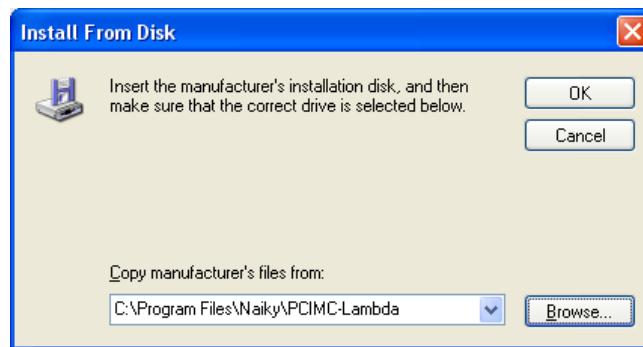 Install From Disk
Insert the manufacturer's installation disk, and then
make sure that the correct drive is selected below.
OK
Cancel
Copy manufacturer's files from:
C:\Program Files\Naiky\PCIMC-Lambda
Browse...